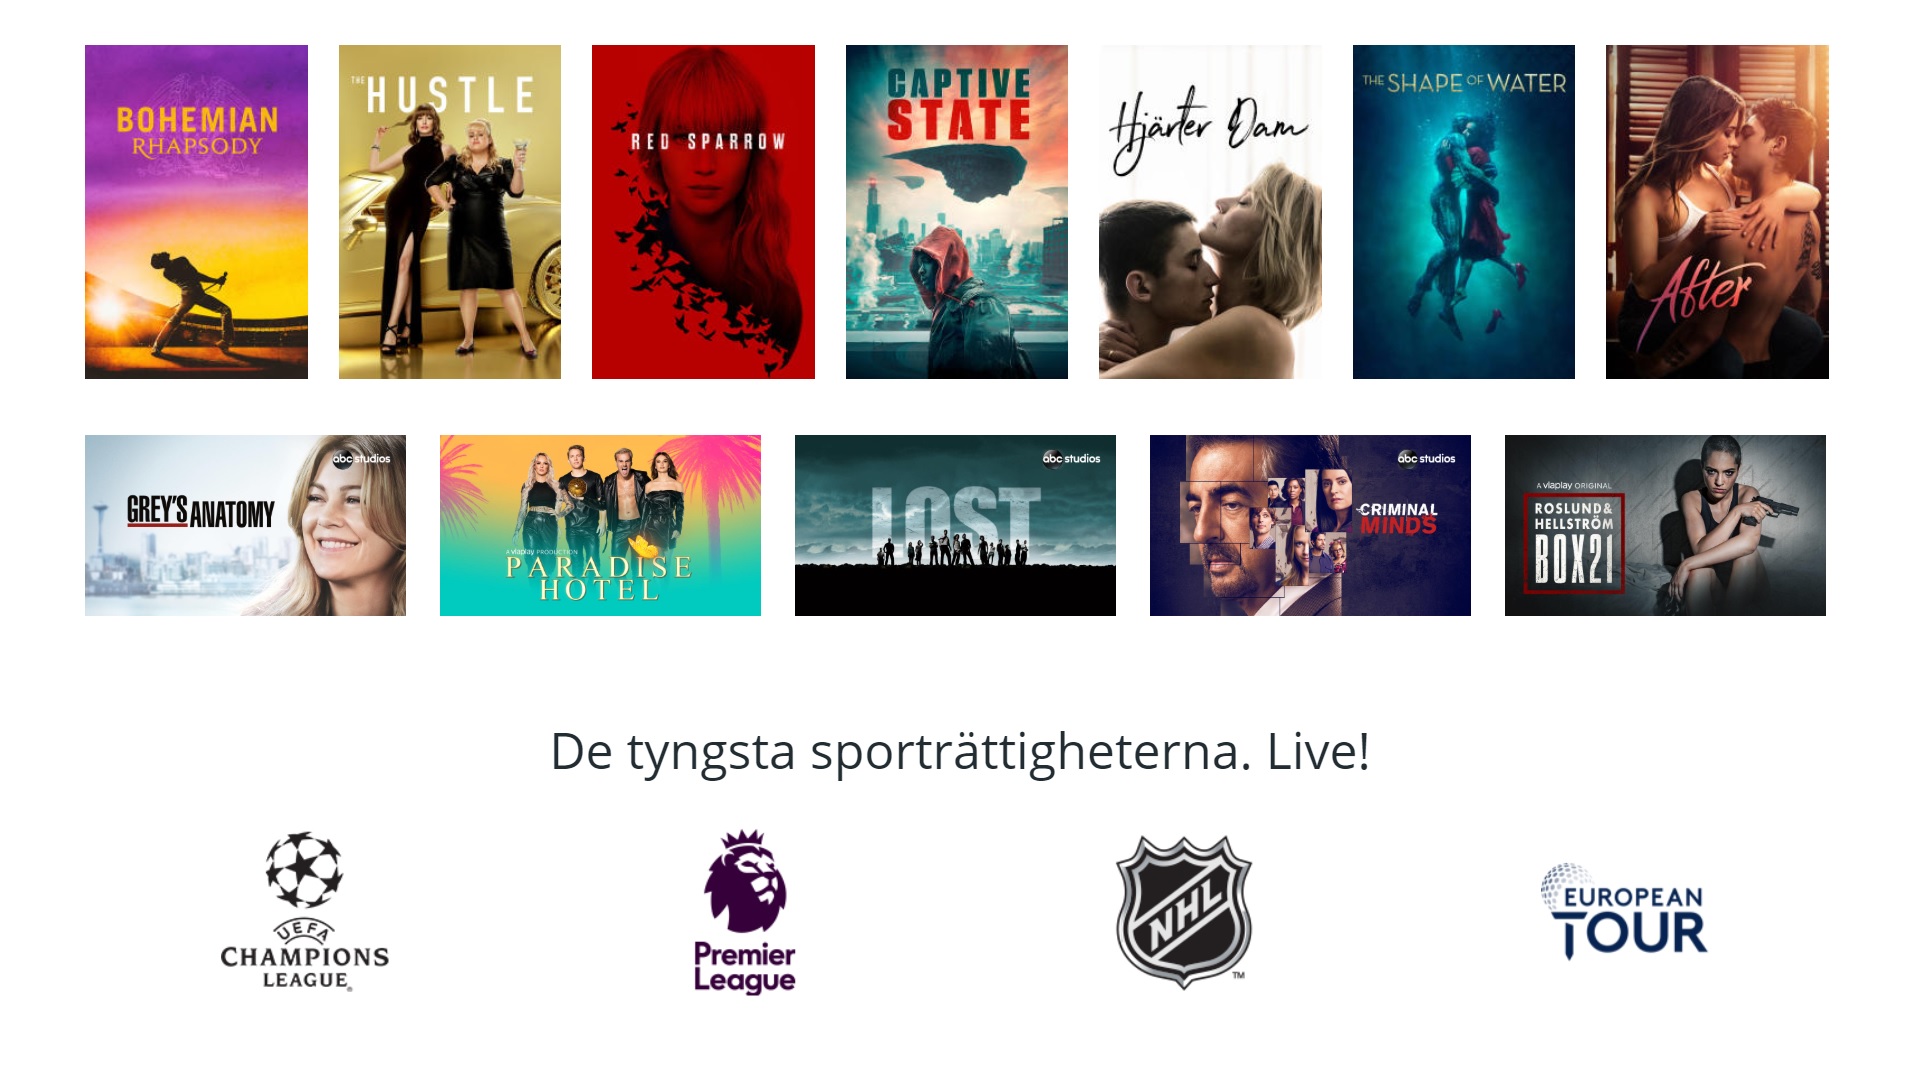 BOHEMIAN
RHAPSODY
THE HUSTLE
RED SPARROW
CAPTIVE
STATE
Hjärter Dam
THE SHAPE OF WATER
After
abc studios
GREY'S ANATOMY
A viaplay PRODUCTION
PARADISE
HOTEL
abc studios
LOST
abc studios
CRIMINAL
MINDS
A viaplay ORIGINAL
ROSLUND&
HELLSTRÖM
BOX21
De tyngsta sporträttigheterna. Live!
UEFA
CHAMPIONS
LEAGUE®
Premier
League
NHL
TM
EUROPEAN
TOUR